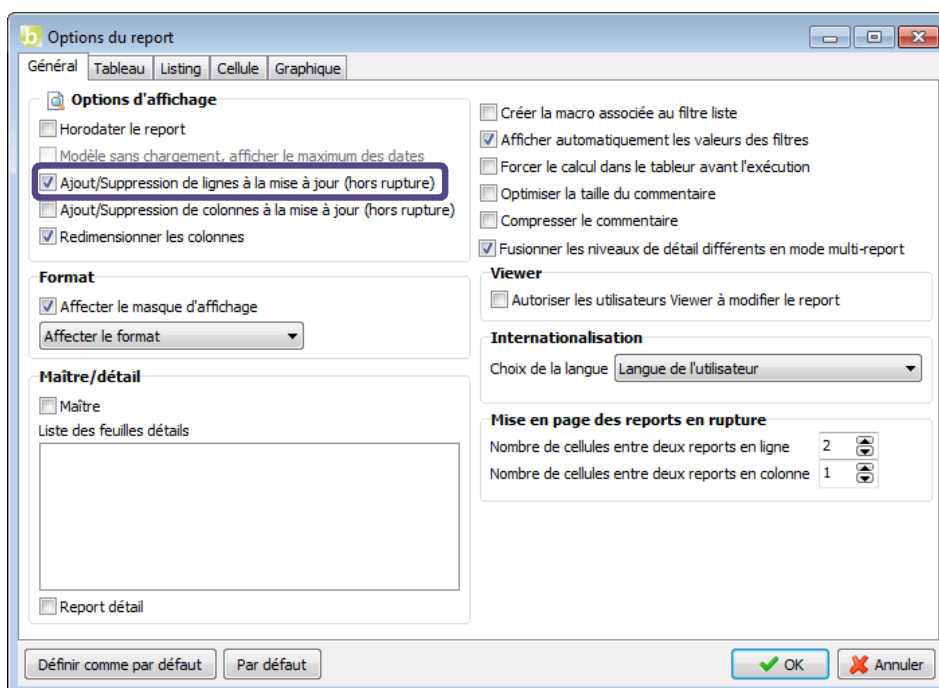 Options du report
Général Tableau Listing Cellule Graphique
Options d'affichage
Horodater le report
Modèle sans chargement, afficher le maximum des dates
Ajout/Suppression de lignes à la mise à jour (hors rupture)
Ajout/Suppression de colonnes à la mise à jour (hors rupture)
Redimensionner les colonnes
Format
Affecter le masque d'affichage
Affecter le format
Maître/détail
Maître
Liste des feuilles détails
Report détail
Créer la macro associée au filtre liste
Afficher automatiquement les valeurs des filtres
Forcer le calcul dans le tableur avant l'exécution
Optimiser la taille du commentaire
Compresser le commentaire
Fusionner les niveaux de détail différents en mode multi-report
Viewer
Autoriser les utilisateurs Viewer à modifier le report
Internationalisation
Choix de la langue Langue de l'utilisateur
Mise en page des reports en rupture
Nombre de cellules entre deux reports en ligne 2
Nombre de cellules entre deux reports en colonne 1
Définir comme par défaut Par défaut OK Annuler